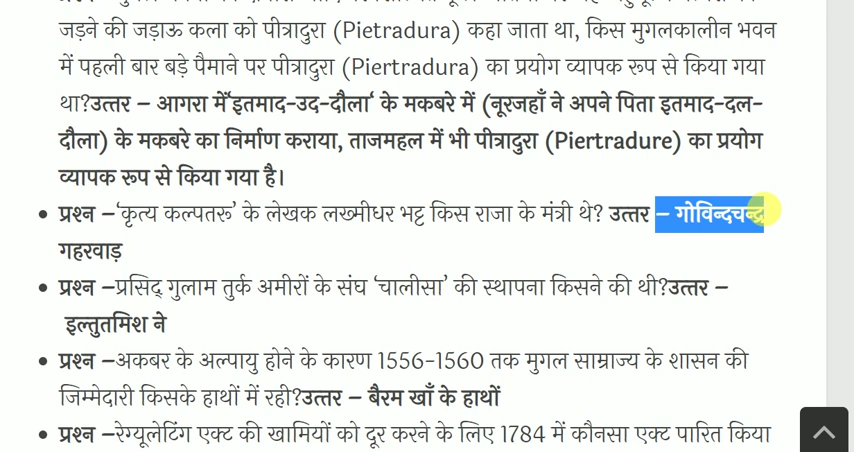 जड़ने की जड़ाऊ कला को पीत्रादुरा (Pietradura) कहा जाता था, किस मुगलकालीन भवन
में पहली बार बड़े पैमाने पर पीत्रादुरा (Piertradura) का प्रयोग व्यापक रूप से किया गया
था?उत्तर – आगरा में'इतमाद-उद-दौला' के मकबरे में (नूरजहाँ ने अपने पिता इतमाद-दल-
दौला) के मकबरे का निर्माण कराया, ताजमहल में भी पीत्रादुरा (Piertradure) का प्रयोग
व्यापक रूप से किया गया है।
• प्रश्न –'कृत्य कल्पतरू' के लेखक लख्मीधर भट्ट किस राजा के मंत्री थे? उत्तर – गोविन्दचन्द्र
गहरवाड़
• प्रश्न –प्रसिद् गुलाम तुर्क अमीरों के संघ 'चालीसा' की स्थापना किसने की थी?उत्तर –
इल्तुतमिश ने
• प्रश्न –अकबर के अल्पायु होने के कारण 1556-1560 तक मुगल साम्राज्य के शासन की
जिम्मेदारी किसके हाथों में रही?उत्तर – बैरम खाँ के हाथों
• प्रश्न –रेग्यूलेटिंग एक्ट की खामियों को दूर करने के लिए 1784 में कौनसा एक्ट पारित किया